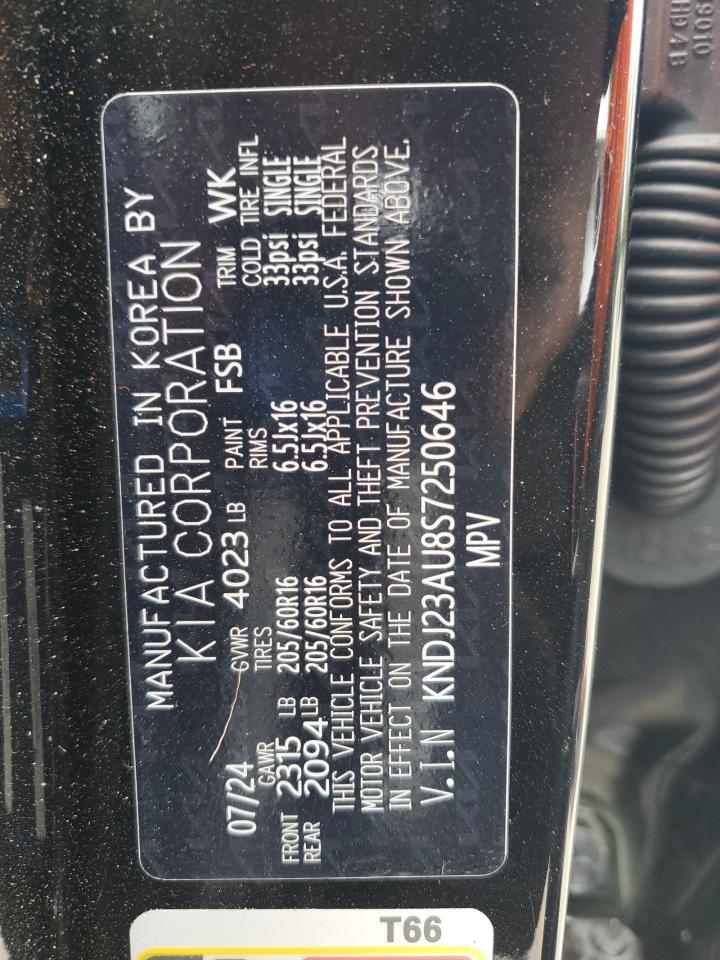 MANUFACTURED IN KOREA BY
KIA CORPORATION
07/24 GVWR 4023 LB PAINT FSB TRIM WK
GAWR TIRES RIMS COLD TIRE INFL
FRONT 2315 LB 205/60R16 6.5Jx16 33psi SINGLE
REAR 2094 LB 205/60R16 6.5Jx16 33psi SINGLE
THIS VEHICLE CONFORMS TO ALL APPLICABLE U.S.A. FEDERAL
MOTOR VEHICLE SAFETY AND THEFT PREVENTION STANDARDS
IN EFFECT ON THE DATE OF MANUFACTURE SHOWN ABOVE.
V.I.N KNDJ23AU8S7250646
MPV
T66